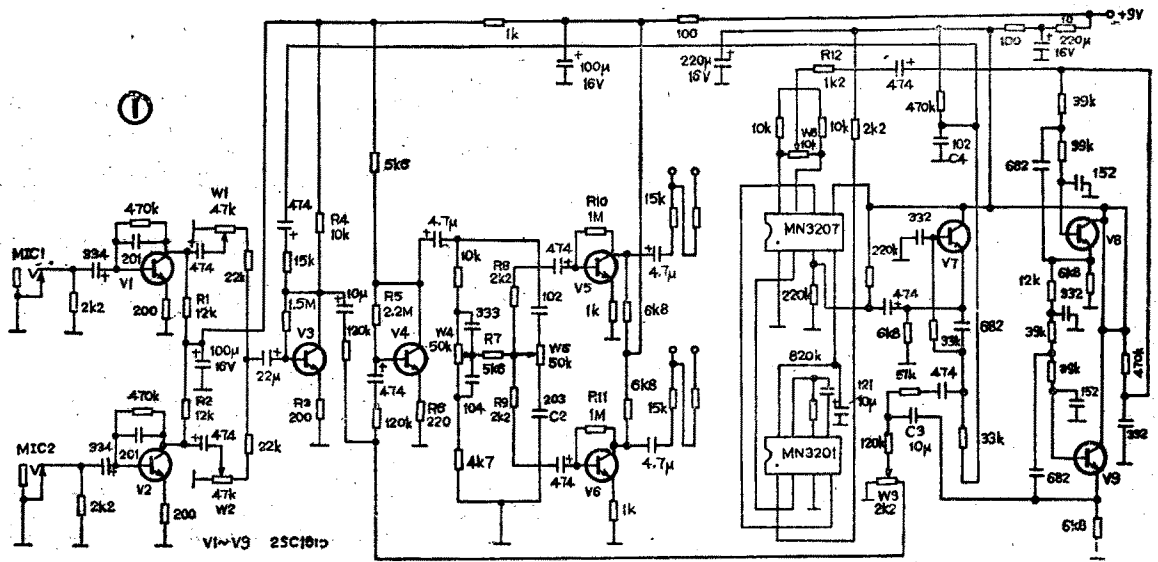 +9V
1k
100
100
10
220μ
16V
100μ
16V
220μ
16V
R12
1k2
474
470k
39k
1
10k
W6
10k
10k
2k2
102
C4
682
39k
152
5k6
W1
47k
470k
474
R4
10k
4.7μ
R10
1M
15k
MN3207
332
V7
V8
MIC1
334
201
V1
474
22k
15k
10k
R8
2k2
474
V5
4.7μ
220k
6k8
2k2
200
R1
12k
1.5M
10μ
R5
2.2M
333
102
1k
6k8
220k
474
12k
332
V3
120k
V4
W4
50k
R7
5k6
W5
50k
6k8
33k
682
39k
100μ
16V
22μ
474
820k
51k
470k
470k
R2
12k
R3
200
120k
R6
220
104
R9
2k2
203
C2
R11
1M
6k8
15k
121
10μ
474
39k
152
332
MIC2
334
201
V2
474
22k
4k7
474
V6
4.7μ
MN3201
120k
C3
10μ
33k
682
V9
2k2
200
47k
W2
1k
W3
2k2
6k8
V1~V9 2SC1815